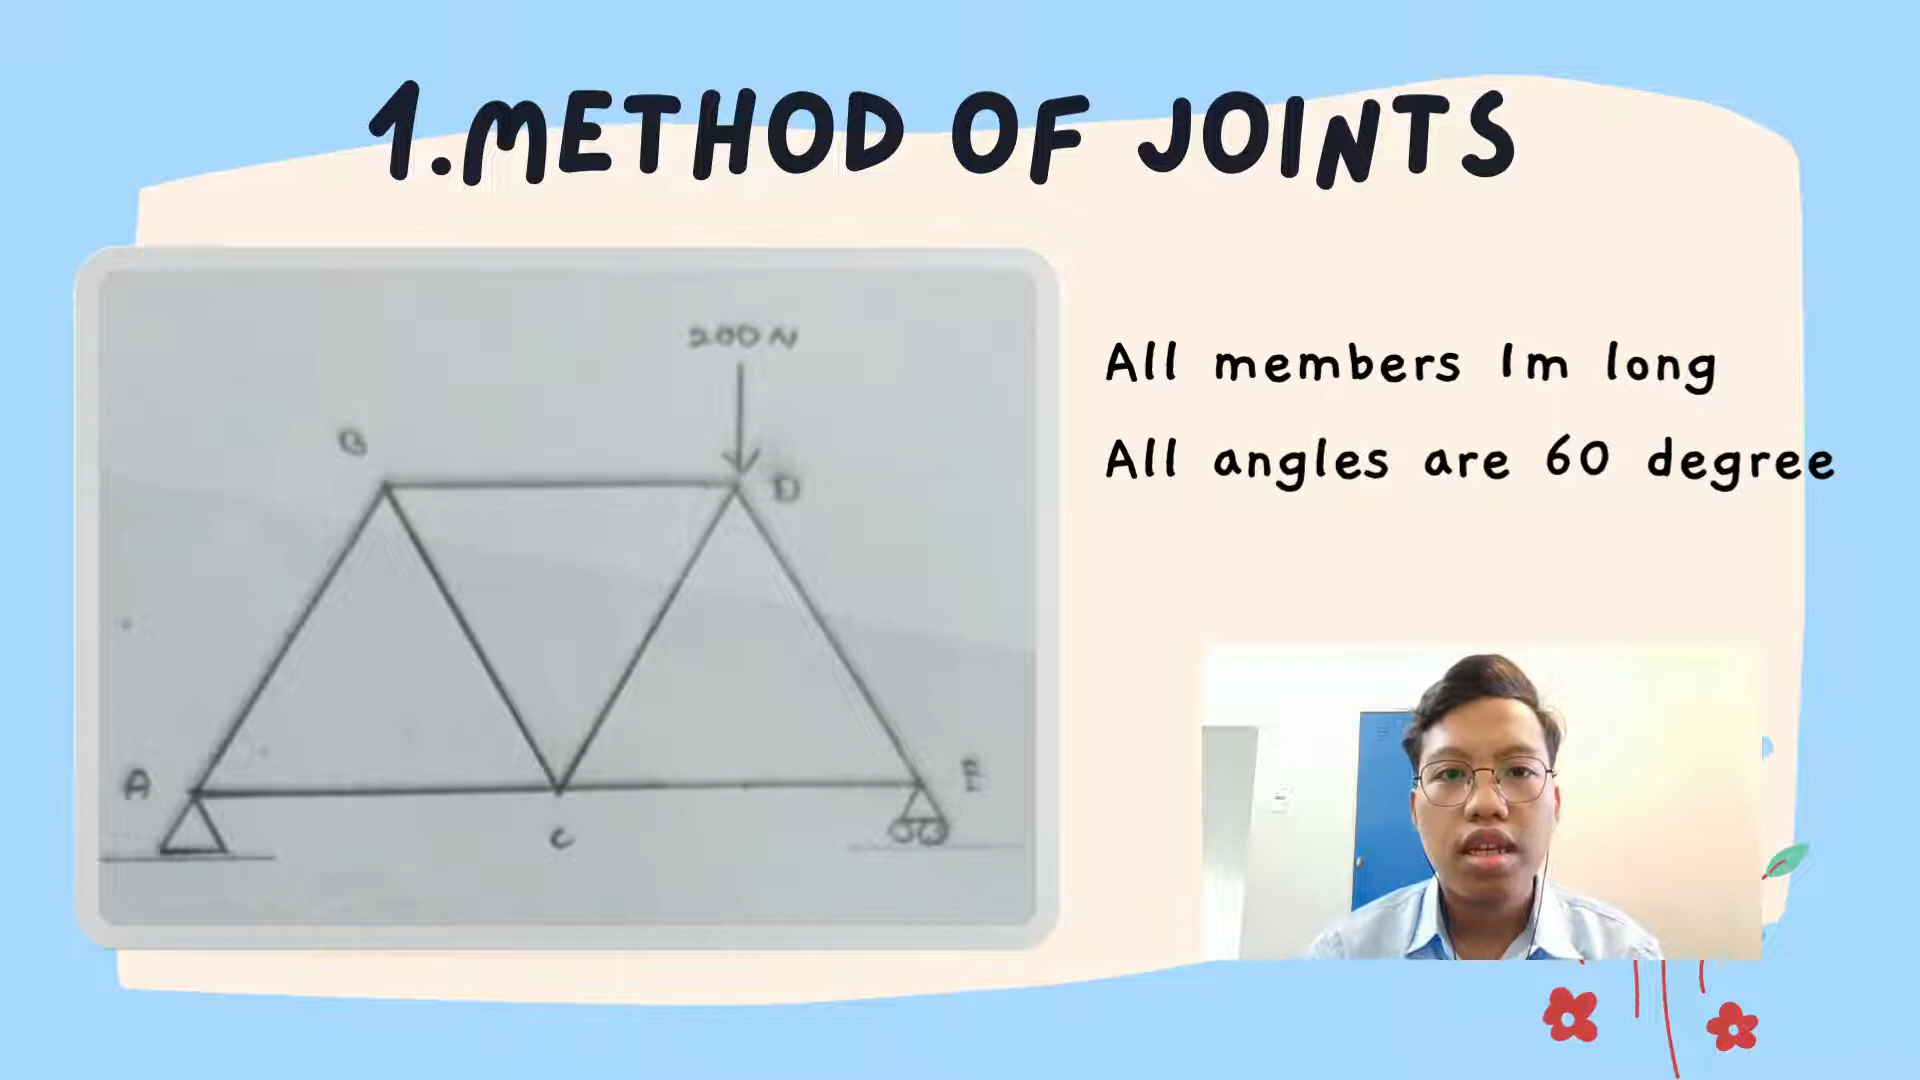 1.METHOD OF JOINTS
200 N
B
D
A
E
C
All members 1m long
All angles are 60 degree